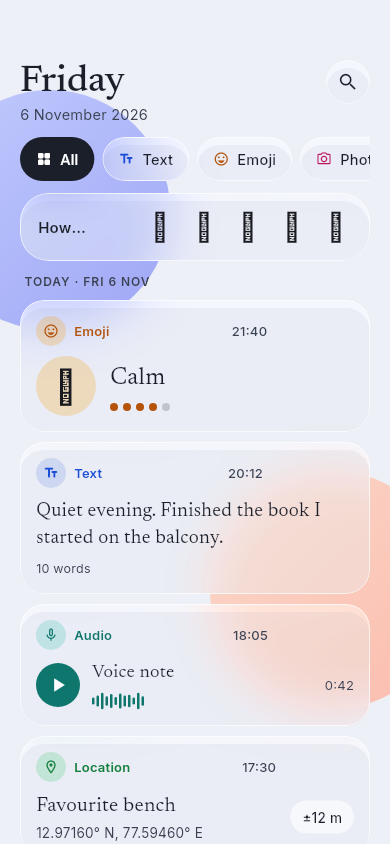 Friday
6 November 2026
All
Text
Emoji
Phot
How...
TODAY · FRI 6 NOV
Emoji
21:40
Calm
Text
20:12
Quiet evening. Finished the book I
started on the balcony.
10 words
Audio
18:05
Voice note
0:42
Location
17:30
Favourite bench
±12 m
12.97160° N, 77.59460° E